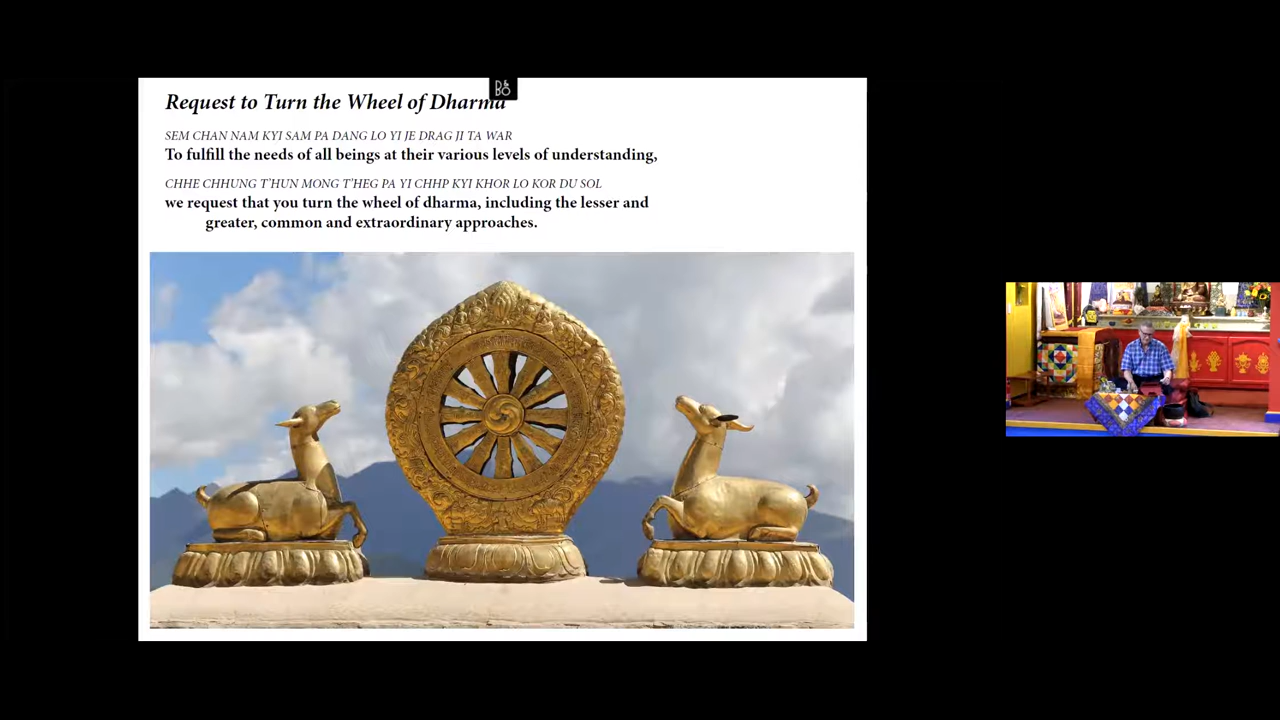 B&O
Request to Turn the Wheel of Dharma
SEM CHAN NAM KYI SAM PA DANG LO YI JE DRAG JI TA WAR
To fulfill the needs of all beings at their various levels of understanding,
CHHE CHHUNG T'HUN MONG T'HEG PA YI CHHP KYI KHOR LO KOR DU SOL
we request that you turn the wheel of dharma, including the lesser and
greater, common and extraordinary approaches.